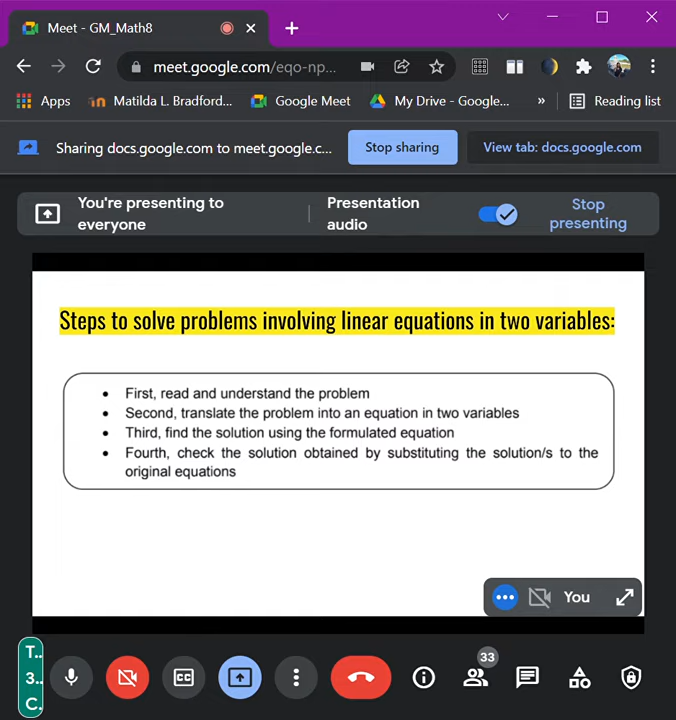 Meet - GM_Math8
meet.google.com/eqo-np...
Apps
Matilda L. Bradford...
Google Meet
My Drive - Google...
»
Reading list
Sharing docs.google.com to meet.google.c...
Stop sharing
View tab: docs.google.com
You're presenting to
everyone
Presentation
audio
Stop
presenting
Steps to solve problems involving linear equations in two variables:
• First, read and understand the problem
• Second, translate the problem into an equation in two variables
• Third, find the solution using the formulated equation
• Fourth, check the solution obtained by substituting the solution/s to the
original equations
You
T..
3..
C.
CC
33